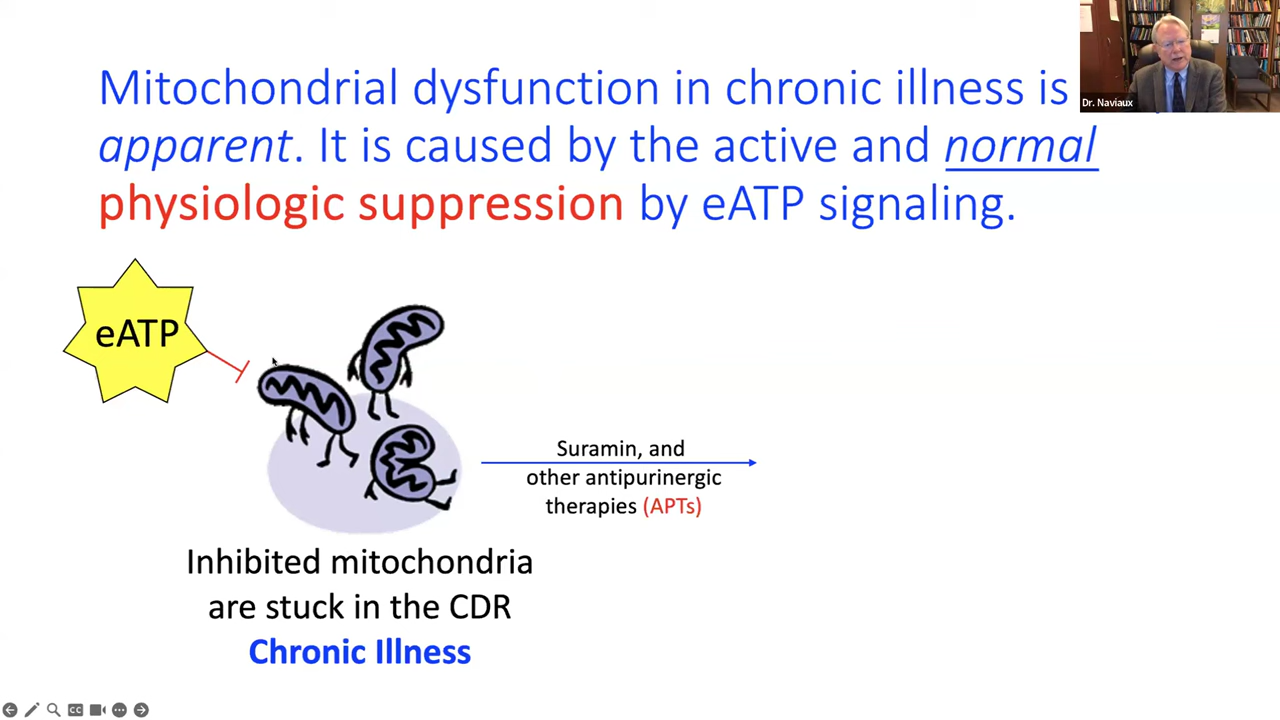 Mitochondrial dysfunction in chronic illness is
apparent. It is caused by the active and normal
physiologic suppression by eATP signaling.
Dr. Naviaux
eATP
Suramin, and
other antipurinergic
therapies (APTs)
Inhibited mitochondria
are stuck in the CDR
Chronic Illness
CC